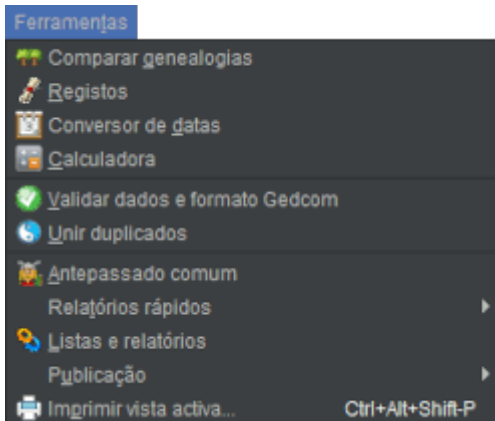 Ferramentas
Comparar genealogias
Registos
Conversor de datas
Calculadora
Validar dados e formato Gedcom
Unir duplicados
Antepassado comum
Relatórios rápidos
Listas e relatórios
Publicação
Imprimir vista activa... Ctrl+Alt+Shift-P